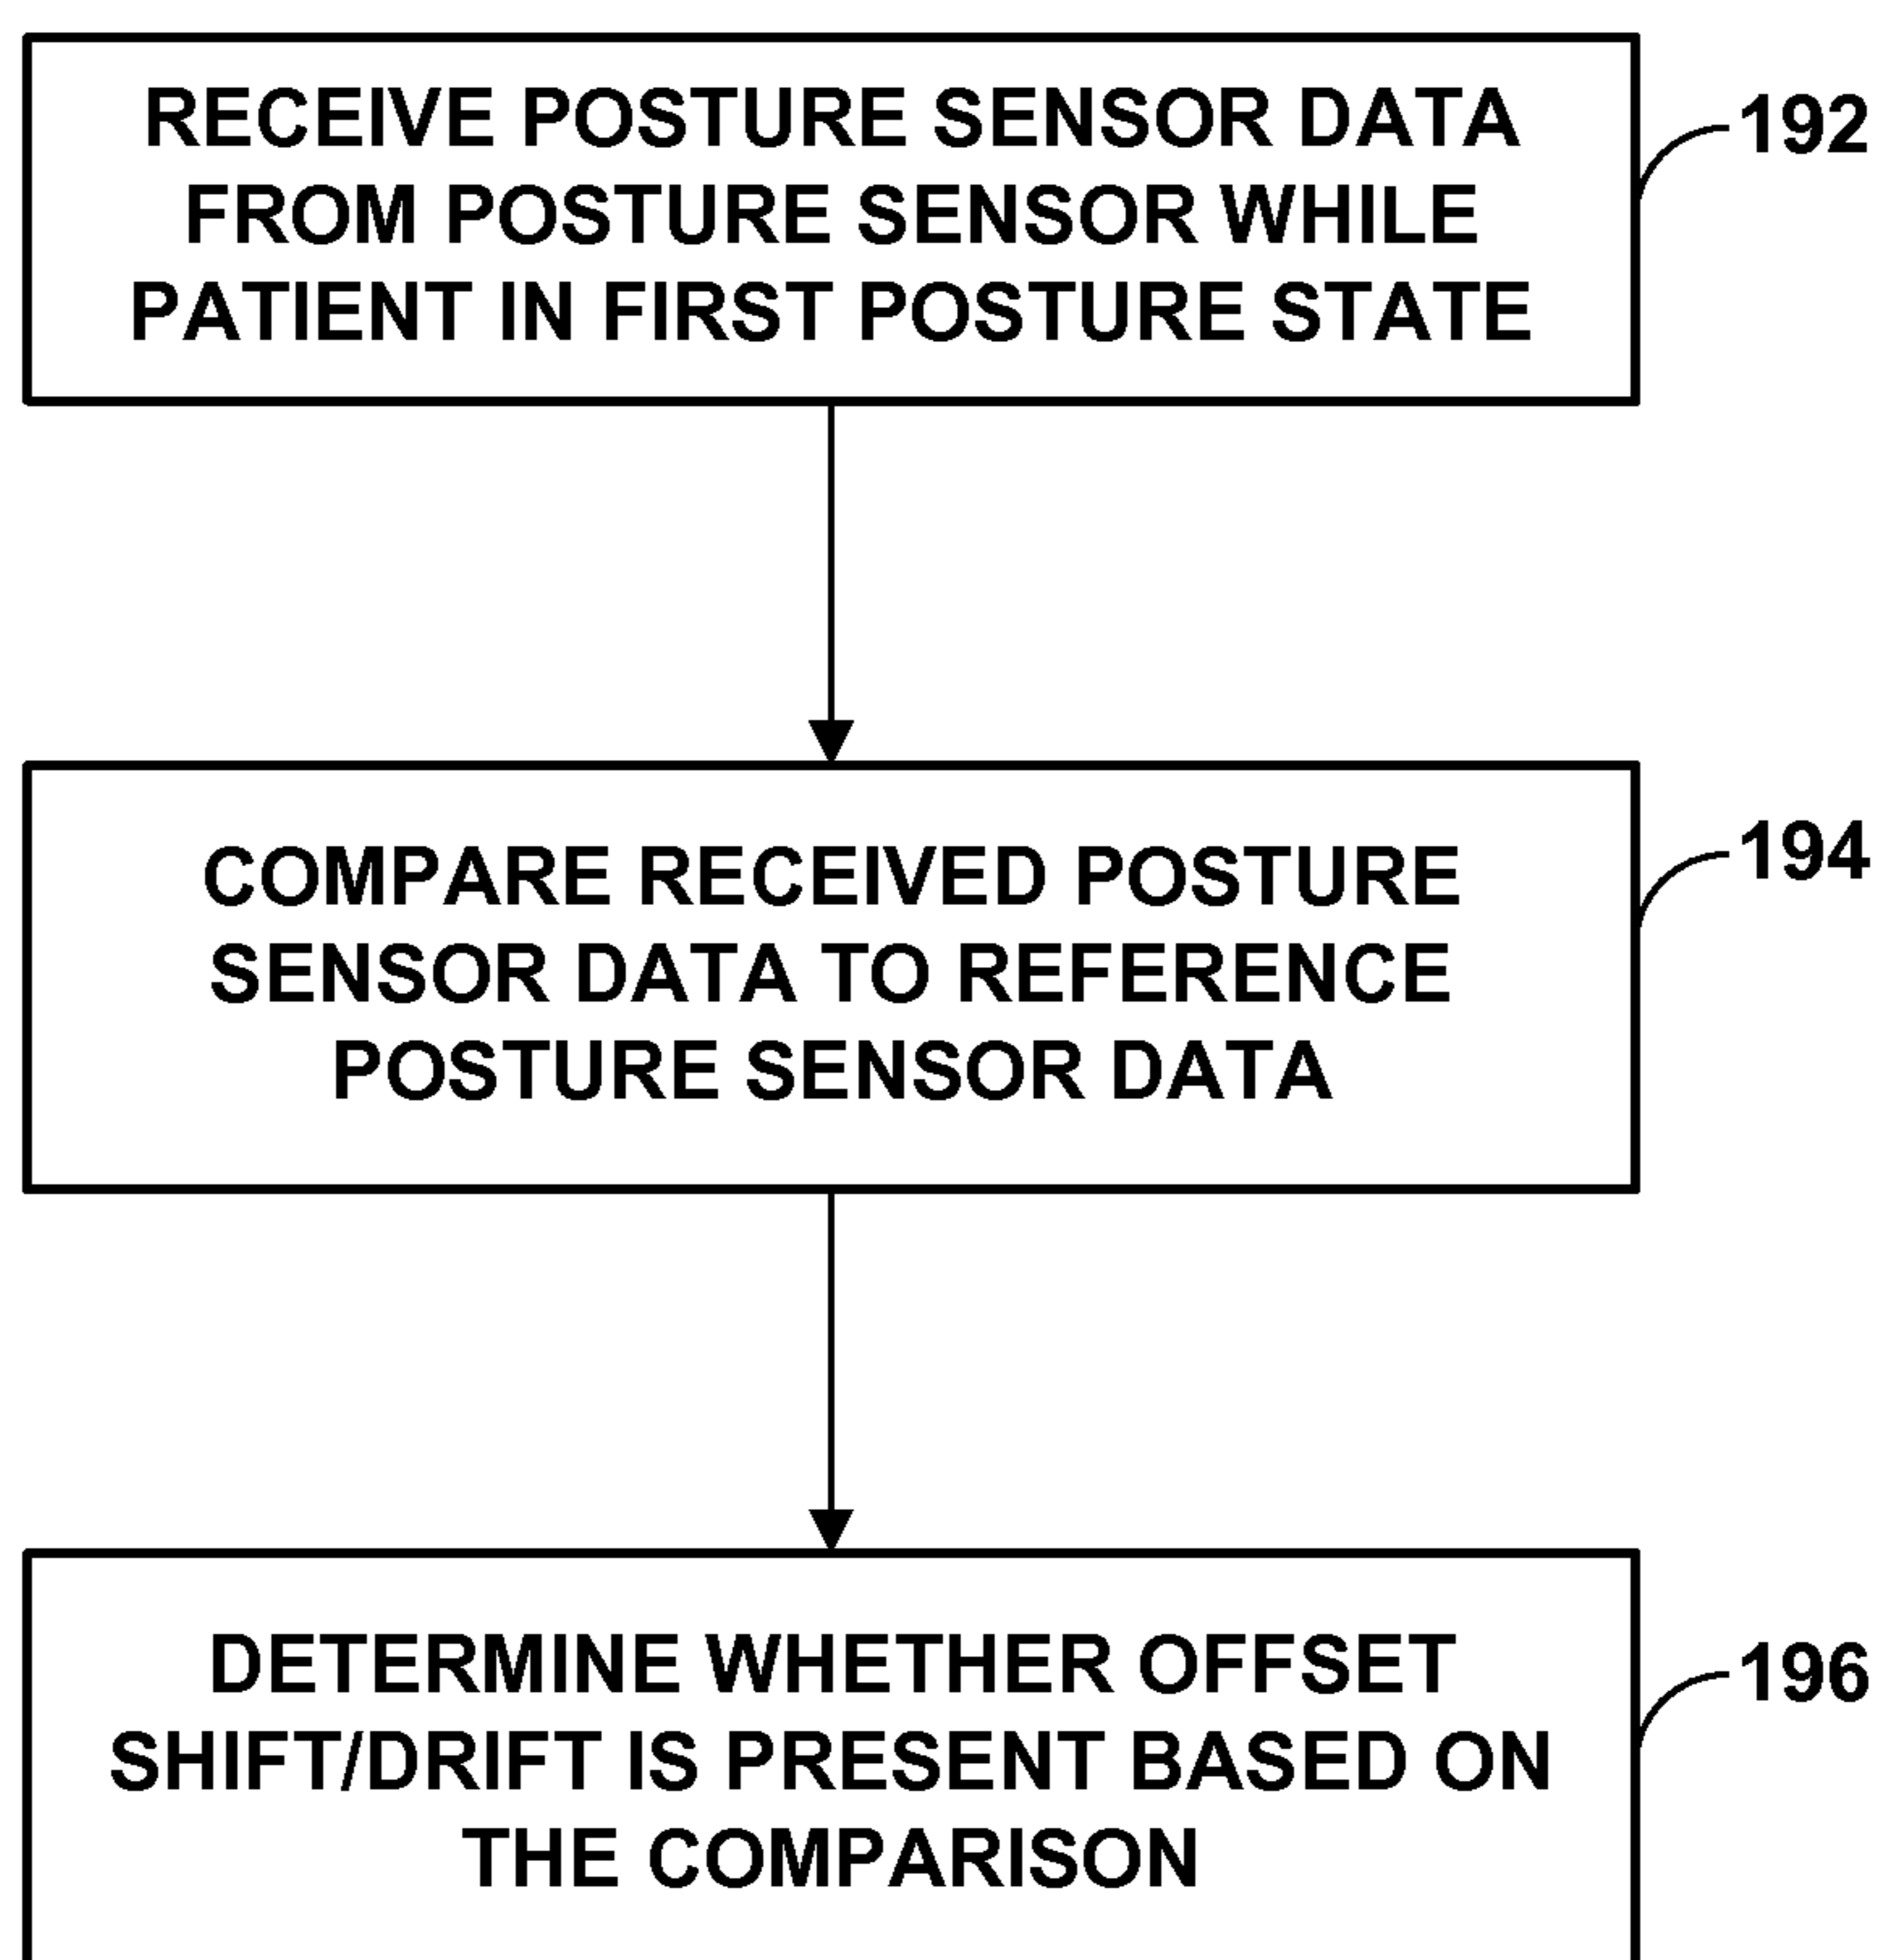 RECEIVE POSTURE SENSOR DATA
FROM POSTURE SENSOR WHILE
PATIENT IN FIRST POSTURE STATE
192
COMPARE RECEIVED POSTURE
SENSOR DATA TO REFERENCE
POSTURE SENSOR DATA
194
DETERMINE WHETHER OFFSET
SHIFT/DRIFT IS PRESENT BASED ON
THE COMPARISON
196